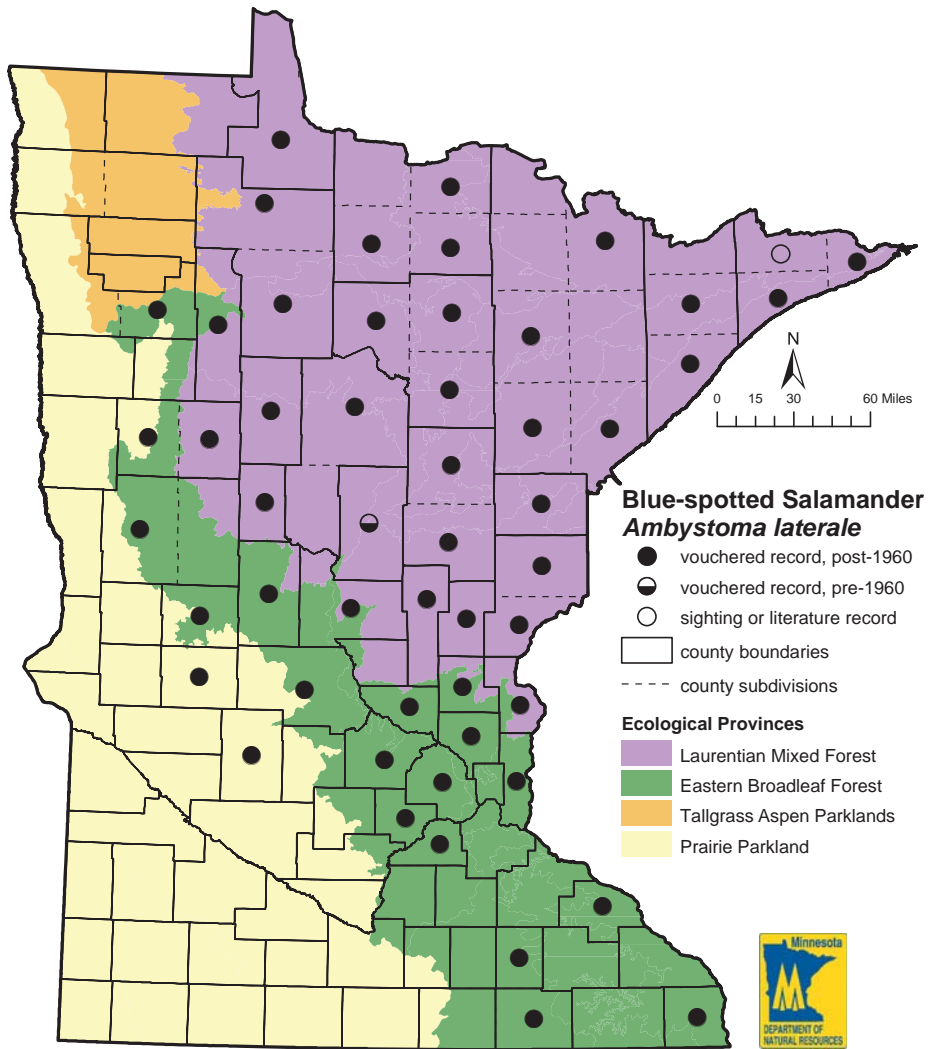 N
0 15 30 60 Miles
Blue-spotted Salamander
Ambystoma laterale
vouchered record, post-1960
vouchered record, pre-1960
sighting or literature record
county boundaries
county subdivisions
Ecological Provinces
Laurentian Mixed Forest
Eastern Broadleaf Forest
Tallgrass Aspen Parklands
Prairie Parkland
Minnesota
M
DEPARTMENT OF
NATURAL RESOURCES